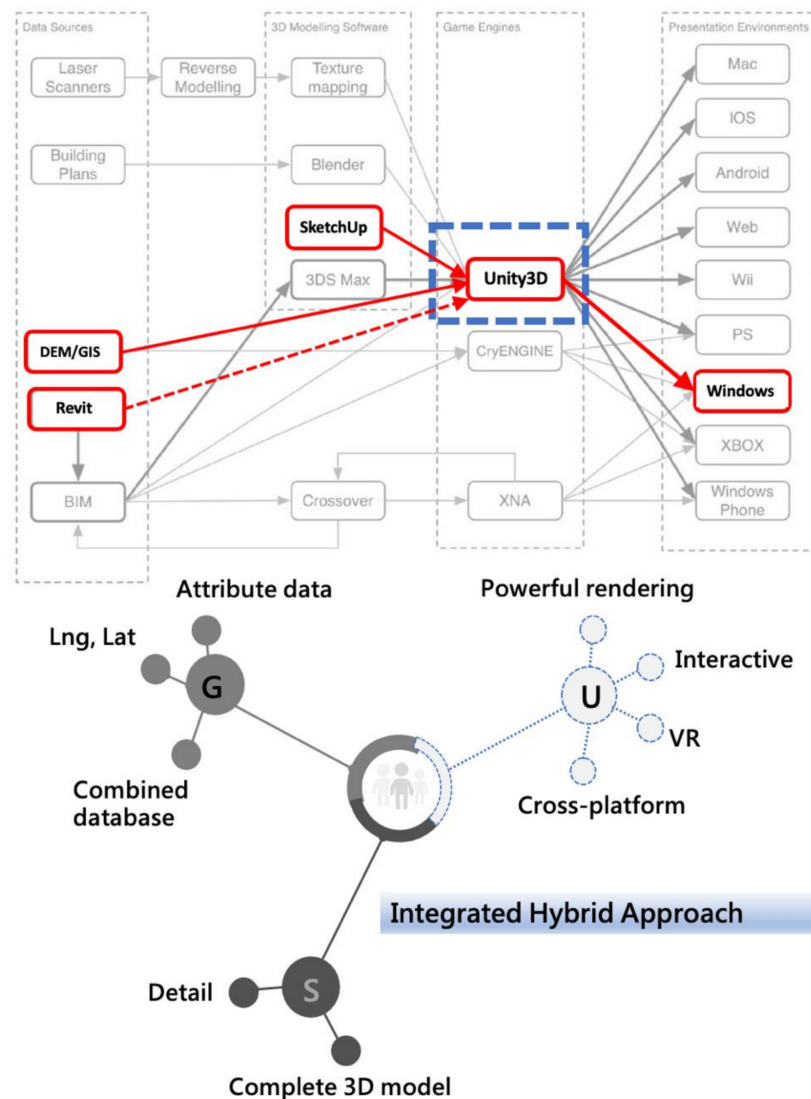 Data Sources
3D Modelling Software
Game Engines
Presentation Environments
Laser
Scanners
Reverse
Modelling
Texture
mapping
Mac
IOS
Building
Plans
Blender
Android
SketchUp
Web
3DS Max
Unity3D
Wii
DEM/GIS
CryENGINE
PS
Revit
Windows
XBOX
BIM
Crossover
XNA
Windows
Phone
Attribute data
Powerful rendering
Lng, Lat
Interactive
G
U
VR
Combined
database
Cross-platform
Integrated Hybrid Approach
Detail
S
Complete 3D model